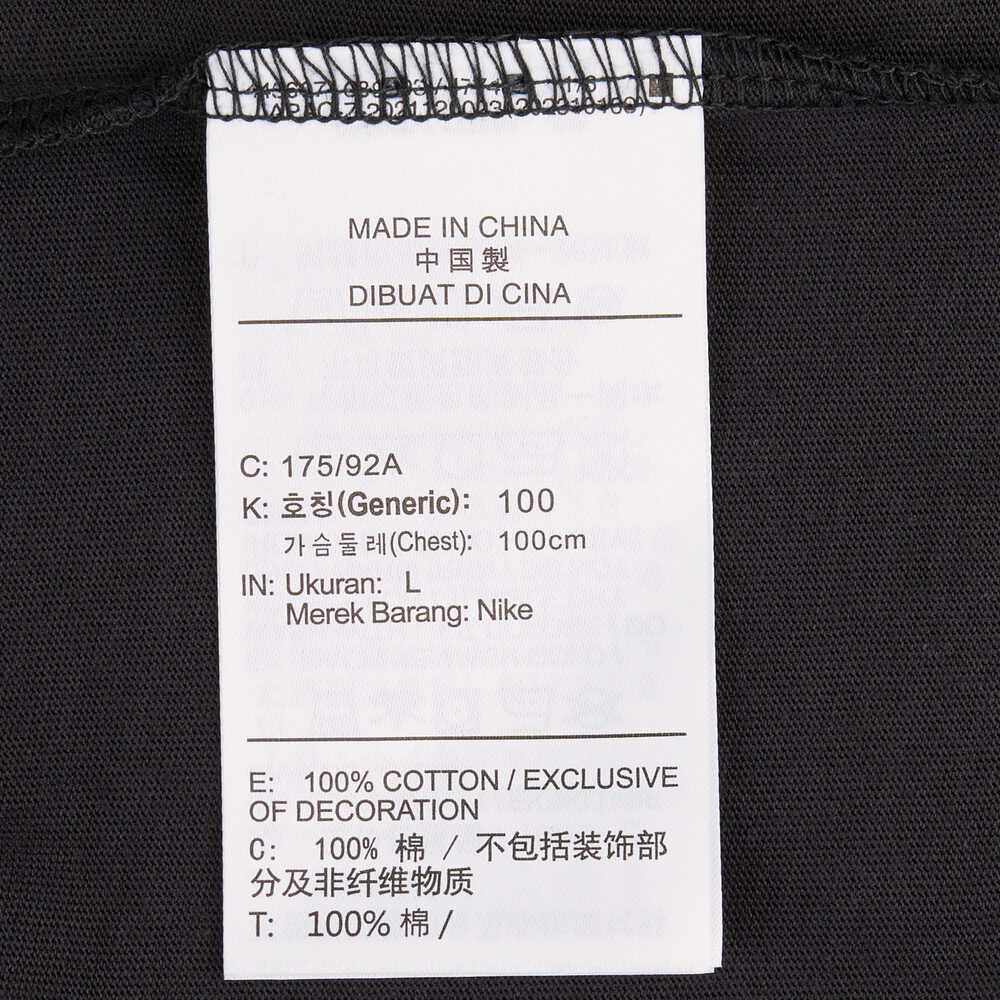 MADE IN CHINA
中国製
DIBUAT DI CINA
C: 175/92A
K: 호칭(Generic): 100
가슴둘레(Chest): 100cm
IN: Ukuran: L
Merek Barang: Nike
E: 100% COTTON / EXCLUSIVE
OF DECORATION
C: 100% 棉 / 不包括装饰部
分及非纤维物质
T: 100% 棉 /